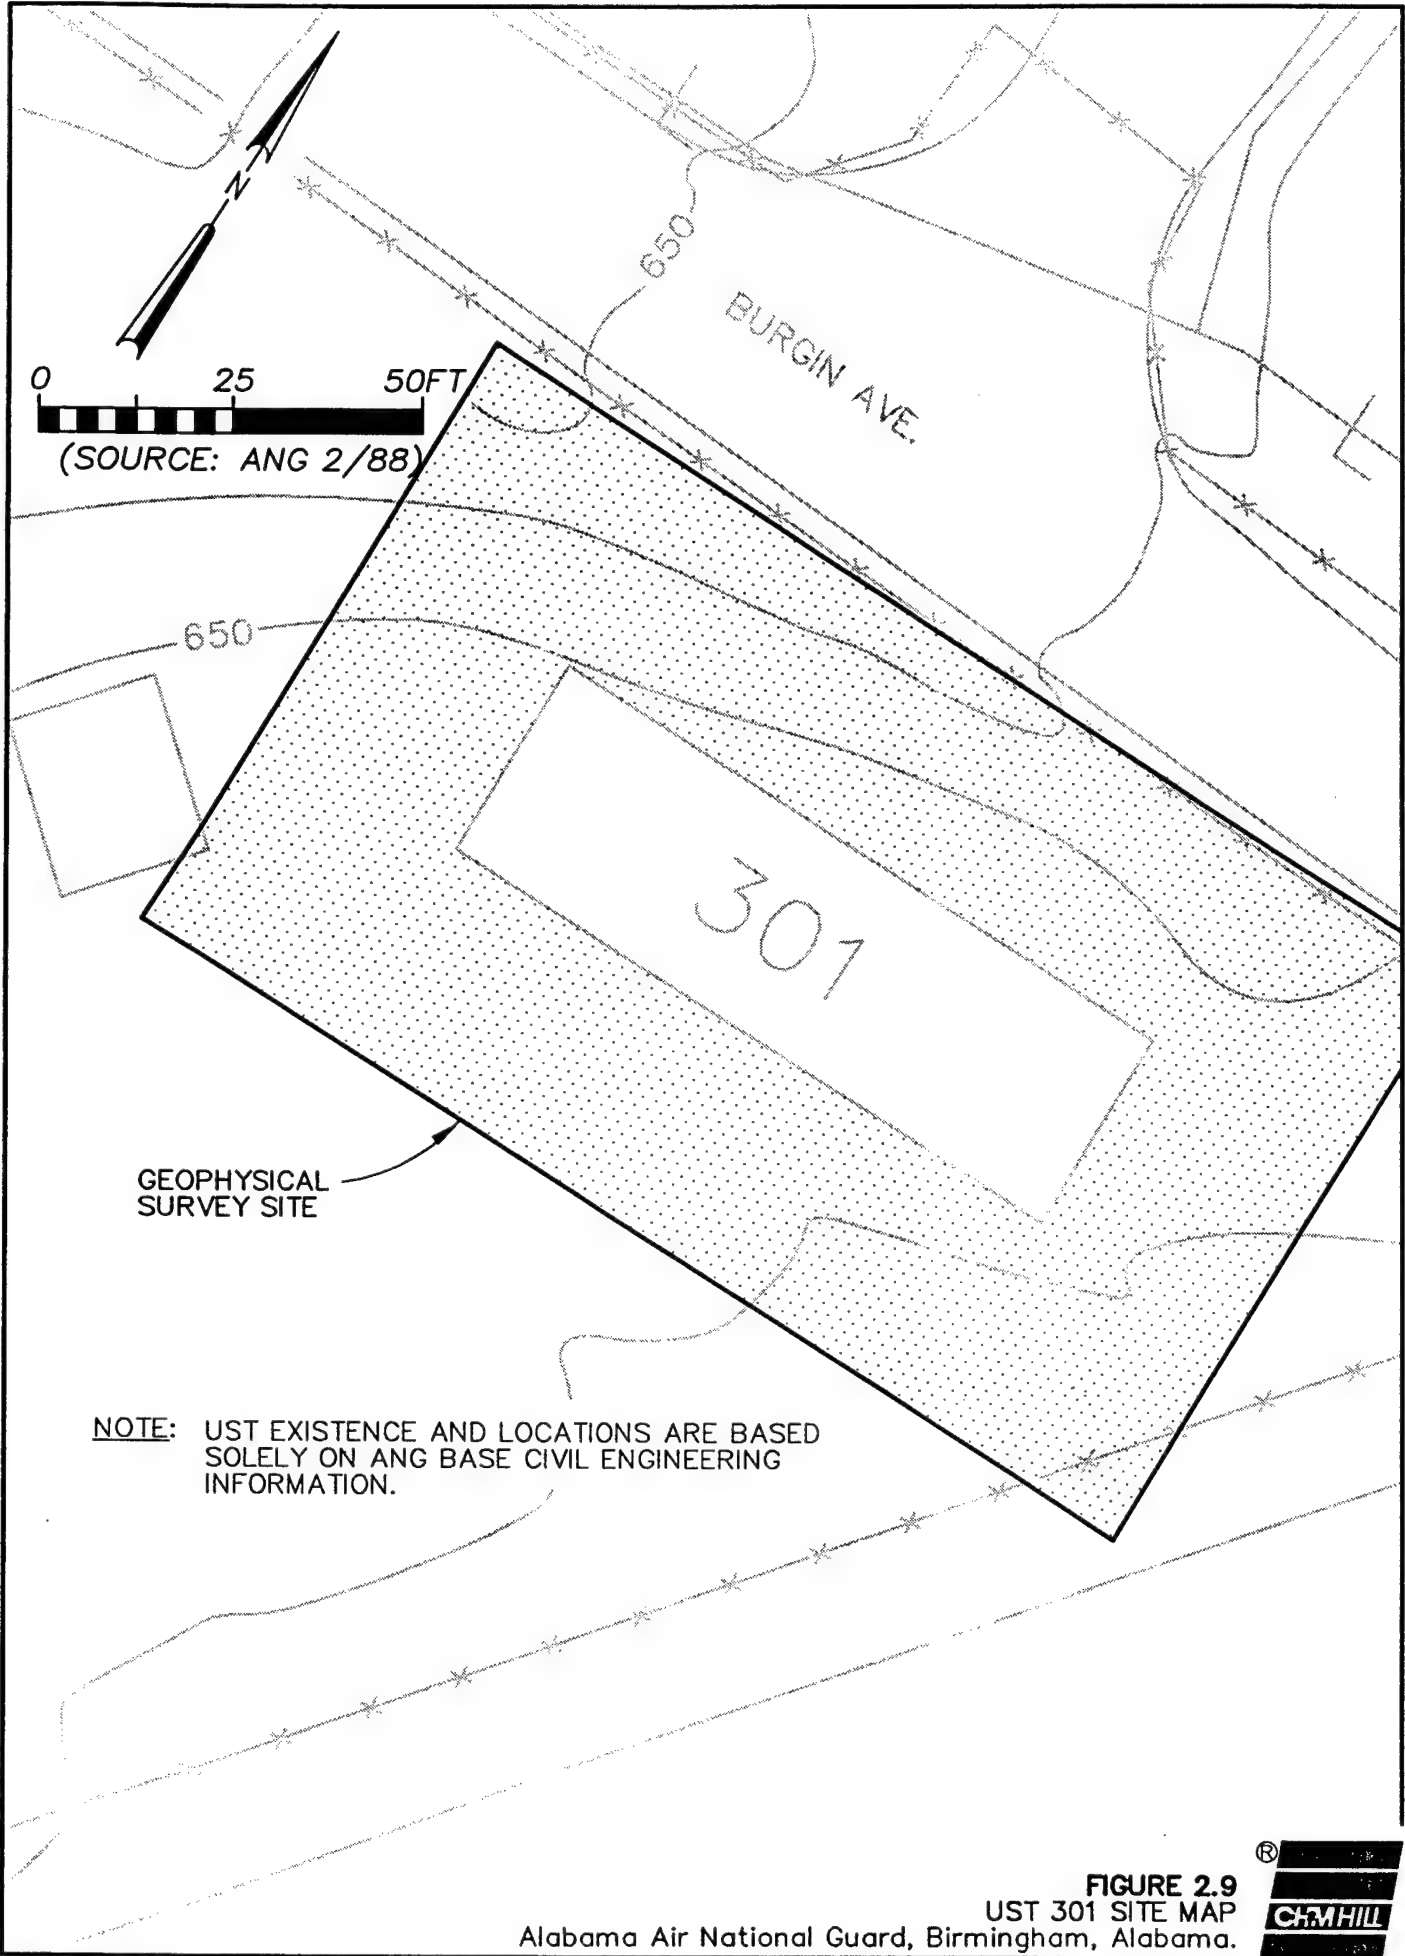 N
650
BURGIN AVE.
0 25 50FT
(SOURCE: ANG 2/88)
650
301
GEOPHYSICAL
SURVEY SITE
NOTE: UST EXISTENCE AND LOCATIONS ARE BASED
SOLELY ON ANG BASE CIVIL ENGINEERING
INFORMATION.
®
FIGURE 2.9
UST 301 SITE MAP
CH2M HILL
Alabama Air National Guard, Birmingham, Alabama.